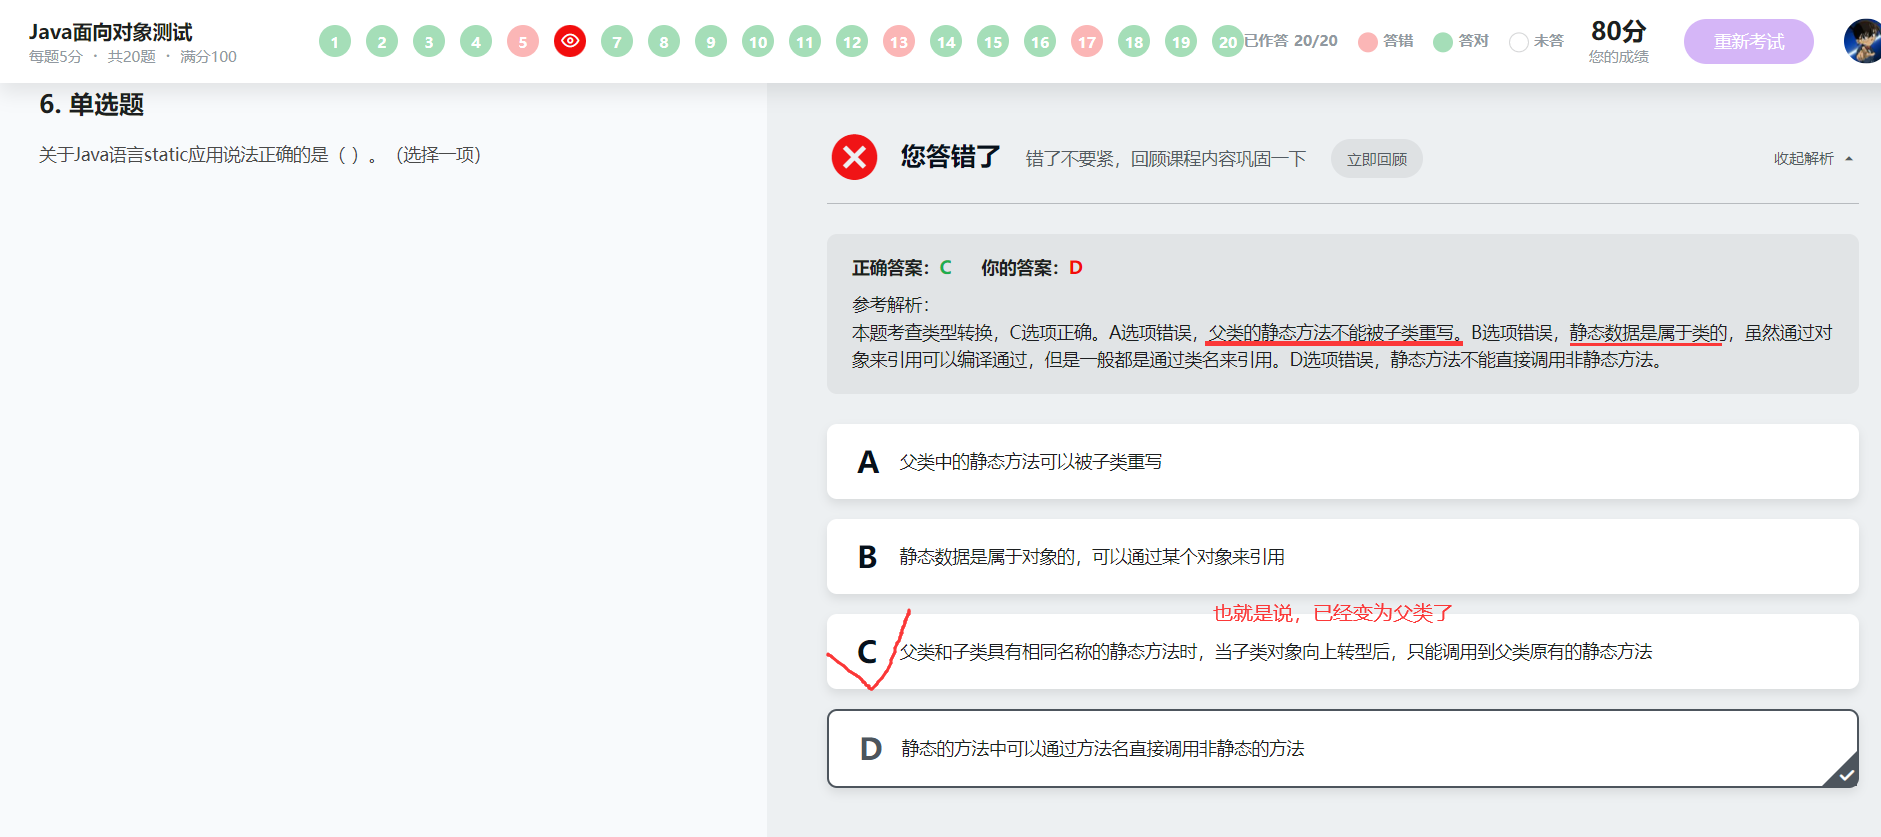 Java面向对象测试
每题5分 · 共20题 · 满分100
1 2 3 4 5 7 8 9 10 11 12 13 14 15 16 17 18 19 20
已作答 20/20 答错 答对 未答
80分
您的成绩
重新考试
6. 单选题
关于Java语言static应用说法正确的是（ ）。（选择一项）
您答错了 错了不要紧，回顾课程内容巩固一下 立即回顾 收起解析
正确答案：C 你的答案：D
参考解析：
本题考查类型转换，C选项正确。A选项错误，父类的静态方法不能被子类重写。B选项错误，静态数据是属于类的，虽然通过对
象来引用可以编译通过，但是一般都是通过类名来引用。D选项错误，静态方法不能直接调用非静态方法。
A 父类中的静态方法可以被子类重写
B 静态数据是属于对象的，可以通过某个对象来引用
也就是说，已经变为父类了
C 父类和子类具有相同名称的静态方法时，当子类对象向上转型后，只能调用到父类原有的静态方法
D 静态的方法中可以通过方法名直接调用非静态的方法